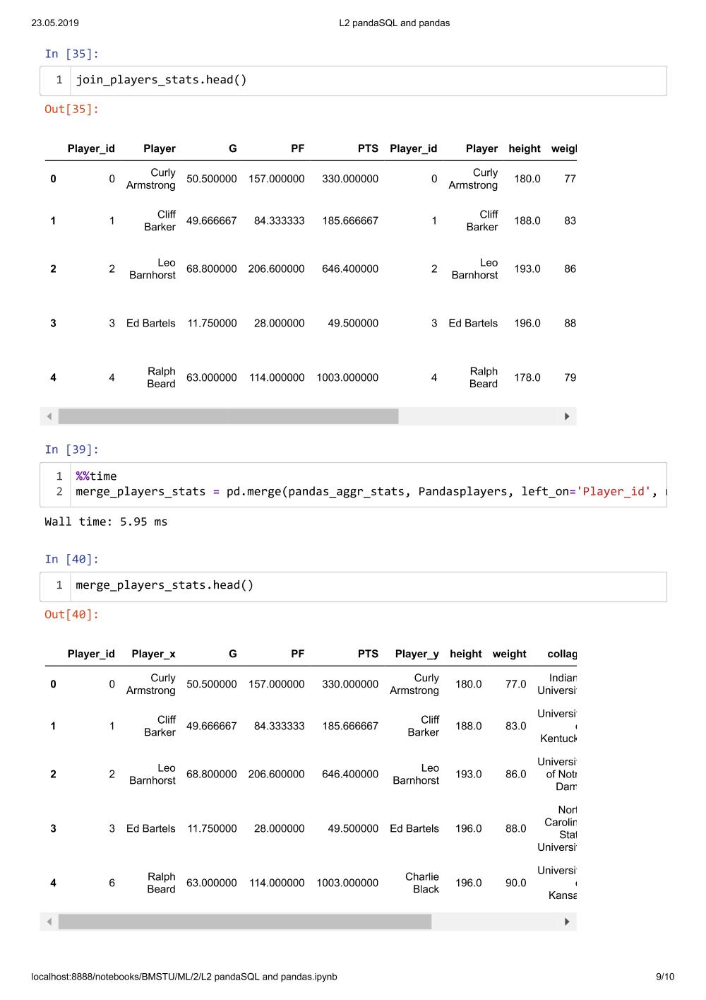 23.05.2019 L2 pandaSQL and pandas
In [35]:
1 join_players_stats.head()
Out[35]:
Player_id Player G PF PTS Player_id Player height weigl
0 0 Curly Armstrong 50.500000 157.000000 330.000000 0 Curly Armstrong 180.0 77
1 1 Cliff Barker 49.666667 84.333333 185.666667 1 Cliff Barker 188.0 83
2 2 Leo Barnhorst 68.800000 206.600000 646.400000 2 Leo Barnhorst 193.0 86
3 3 Ed Bartels 11.750000 28.000000 49.500000 3 Ed Bartels 196.0 88
4 4 Ralph Beard 63.000000 114.000000 1003.000000 4 Ralph Beard 178.0 79
In [39]:
1 %%time
2 merge_players_stats = pd.merge(pandas_aggr_stats, Pandasplayers, left_on='Player_id',
Wall time: 5.95 ms
In [40]:
1 merge_players_stats.head()
Out[40]:
Player_id Player_x G PF PTS Player_y height weight collag
0 0 Curly Armstrong 50.500000 157.000000 330.000000 Curly Armstrong 180.0 77.0 Indian Universi
1 1 Cliff Barker 49.666667 84.333333 185.666667 Cliff Barker 188.0 83.0 Universi Kentuck
2 2 Leo Barnhorst 68.800000 206.600000 646.400000 Leo Barnhorst 193.0 86.0 Universi of Notr Dam
3 3 Ed Bartels 11.750000 28.000000 49.500000 Ed Bartels 196.0 88.0 Nort Carolin Stat Universi
4 6 Ralph Beard 63.000000 114.000000 1003.000000 Charlie Black 196.0 90.0 Universi Kansa
localhost:8888/notebooks/BMSTU/ML/2/L2 pandaSQL and pandas.ipynb 9/10